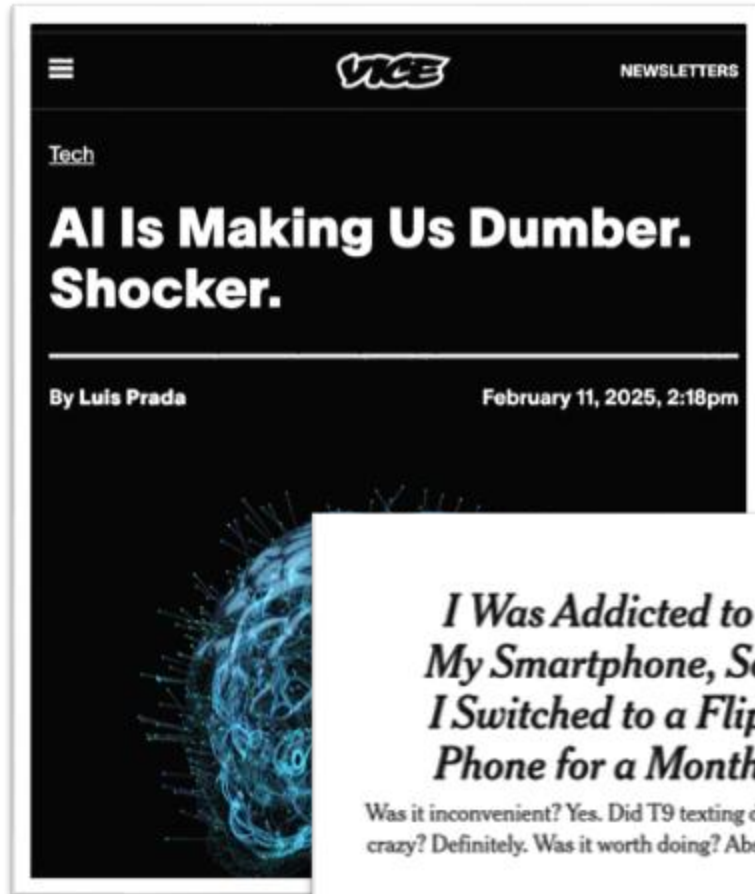 VICE
NEWSLETTERS
Tech
AI Is Making Us Dumber.
Shocker.
By Luis Prada
February 11, 2025, 2:18pm
I Was Addicted to
My Smartphone, S
I Switched to a Flip
Phone for a Month
Was it inconvenient? Yes. Did T9 texting
crazy? Definitely. Was it worth doing?